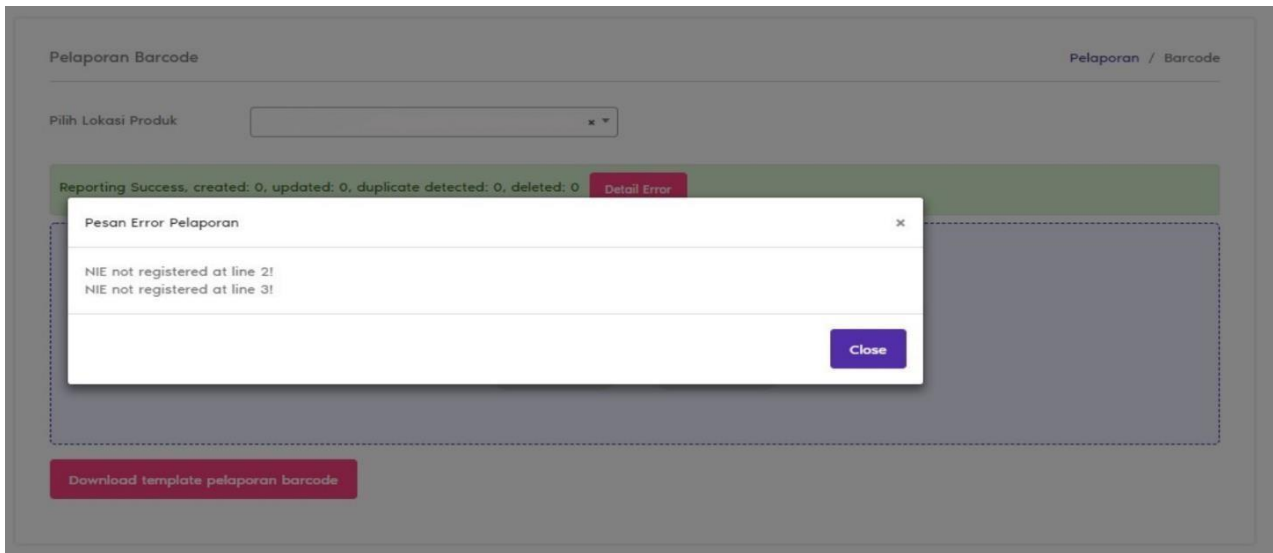 Pelaporan Barcode
Pelaporan / Barcode
Pilih Lokasi Produk
× 
Reporting Success, created: 0, updated: 0, duplicate detected: 0, deleted: 0
Detail Error
Pesan Error Pelaporan
×
NIE not registered at line 2!
NIE not registered at line 3!
Close
Download template pelaporan barcode